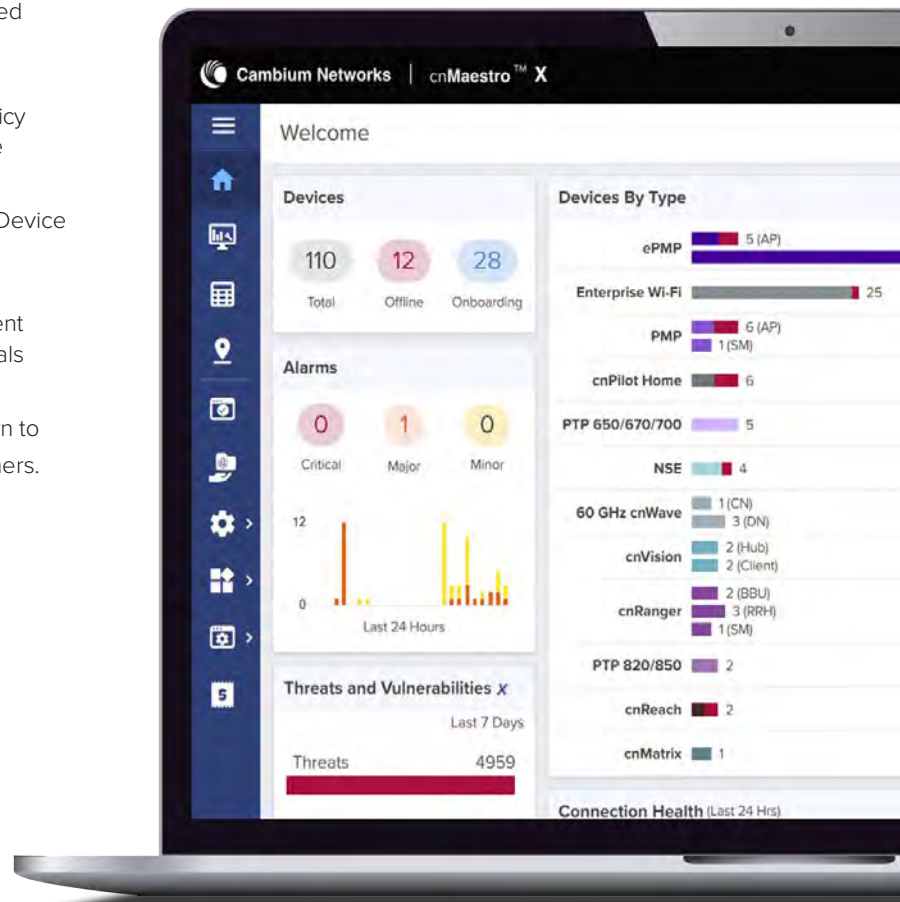 ed
icy
e
Device
ent
als
n to
ers.
Cambium Networks | cnMaestro™ X
Welcome
Devices
110 12 28
Total Offline Onboarding
Alarms
0 1 0
Critical Major Minor
12
0
Last 24 Hours
Threats and Vulnerabilities X
Last 7 Days
Threats 4959
Devices By Type
ePMP 5 (AP)
Enterprise Wi-Fi 25
PMP 6 (AP)
1 (SM)
cnPilot Home 6
PTP 650/670/700 5
NSE 4
60 GHz cnWave 1 (CN)
3 (DN)
cnVision 2 (Hub)
2 (Client)
cnRanger 2 (BBU)
3 (RRH)
1 (SM)
PTP 820/850 2
cnReach 2
cnMatrix 1
Connection Health (Last 24 Hrs)